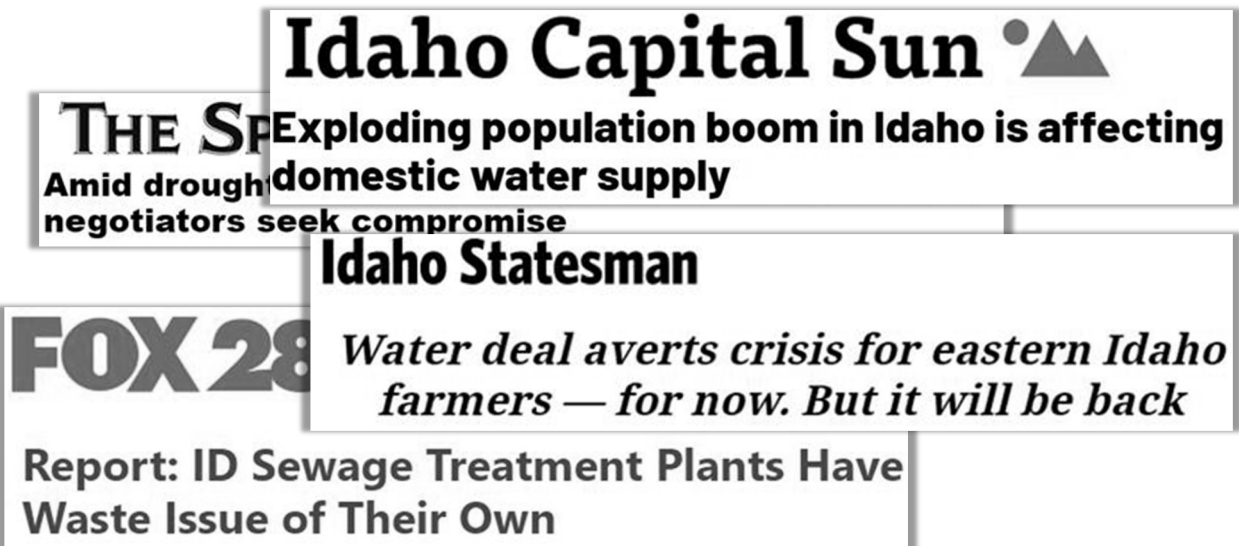 Idaho Capital Sun
Exploding population boom in Idaho is affecting
domestic water supply
THE
Amid drought
negotiators seek compromise
Idaho Statesman
Water deal averts crisis for eastern Idaho
farmers — for now. But it will be back
FOX 28
Report: ID Sewage Treatment Plants Have
Waste Issue of Their Own